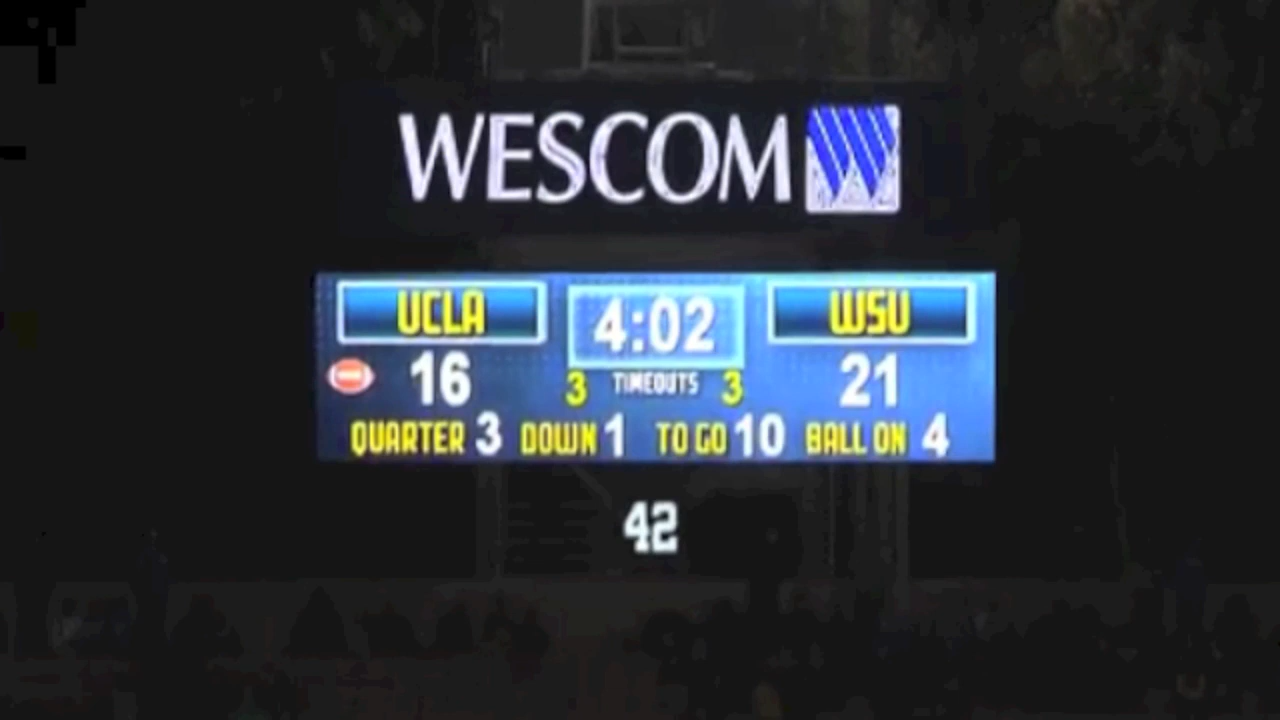 WESCOM
UCLA 4:02 WSU
16 3 TIMEOUTS 3 21
QUARTER 3 DOWN 1 TO GO 10 BALL ON 4
42